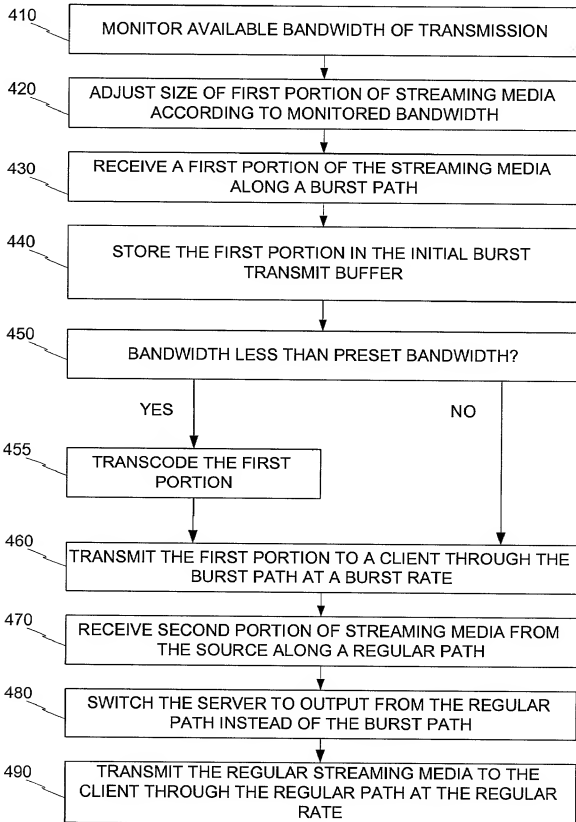 410
MONITOR AVAILABLE BANDWIDTH OF TRANSMISSION
420
ADJUST SIZE OF FIRST PORTION OF STREAMING MEDIA
ACCORDING TO MONITORED BANDWIDTH
430
RECEIVE A FIRST PORTION OF THE STREAMING MEDIA
ALONG A BURST PATH
440
STORE THE FIRST PORTION IN THE INITIAL BURST
TRANSMIT BUFFER
450
BANDWIDTH LESS THAN PRESET BANDWIDTH?
YES
NO
455
TRANSCODE THE FIRST
PORTION
460
TRANSMIT THE FIRST PORTION TO A CLIENT THROUGH THE
BURST PATH AT A BURST RATE
470
RECEIVE SECOND PORTION OF STREAMING MEDIA FROM
THE SOURCE ALONG A REGULAR PATH
480
SWITCH THE SERVER TO OUTPUT FROM THE REGULAR
PATH INSTEAD OF THE BURST PATH
490
TRANSMIT THE REGULAR STREAMING MEDIA TO THE
CLIENT THROUGH THE REGULAR PATH AT THE REGULAR
RATE